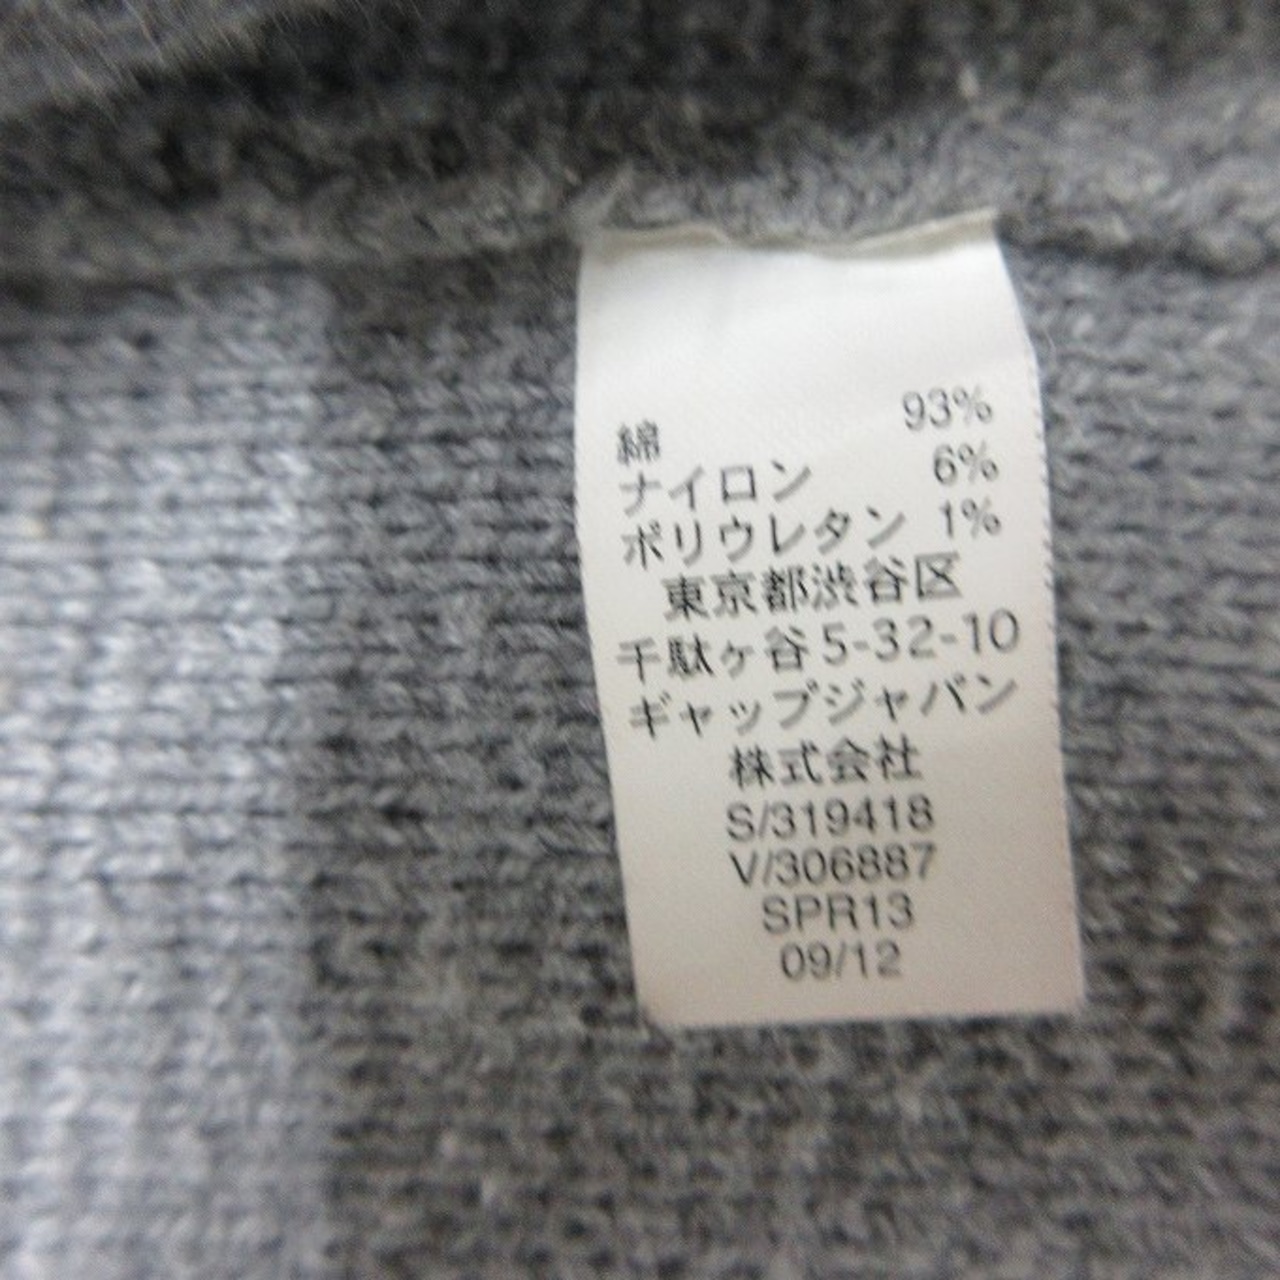 綿 93%
ナイロン 6%
ポリウレタン 1%
東京都渋谷区
千駄ヶ谷5-32-10
ギャップジャパン
株式会社
S/319418
V/306887
SPR13
09/12